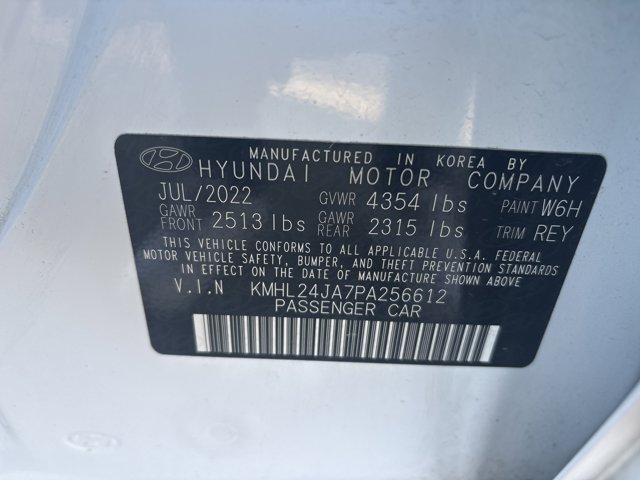 MANUFACTURED IN KOREA BY
HYUNDAI MOTOR COMPANY
JUL/2022 GVWR 4354 lbs PAINT W6H
GAWR FRONT 2513 lbs GAWR REAR 2315 lbs TRIM REY
THIS VEHICLE CONFORMS TO ALL APPLICABLE U.S.A. FEDERAL
MOTOR VEHICLE SAFETY, BUMPER, AND THEFT PREVENTION STANDARDS
IN EFFECT ON THE DATE OF MANUFACTURE SHOWN ABOVE
V.I.N KMHL24JA7PA256612
PASSENGER CAR